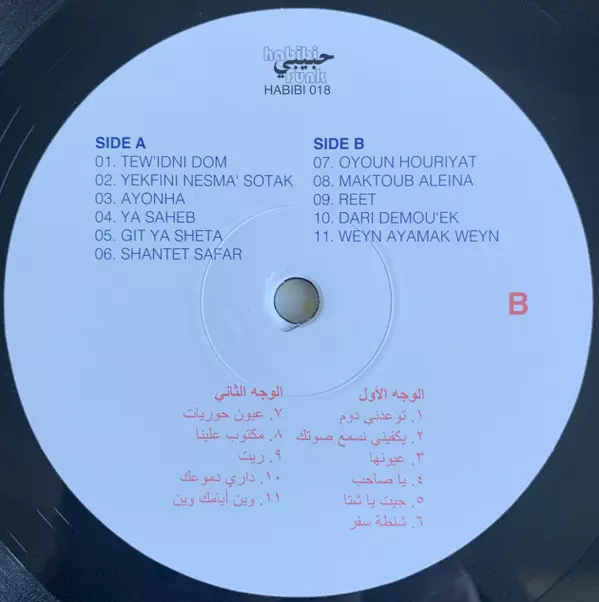 habibi
حبيبي
funk
HABIBI 018
SIDE A
01. TEW'IDNI DOM
02. YEKFINI NESMA' SOTAK
03. AYONHA
04. YA SAHEB
05. GIT YA SHETA
06. SHANTET SAFAR
SIDE B
07. OYOUN HOURIYAT
08. MAKTOUB ALEINA
09. REET
10. DARI DEMOU'EK
11. WEYN AYAMAK WEYN
B
الوجه الأول
١. توعدني دوم
٢. يكفيني نسمع صوتك
٣. عيونها
٤. يا صاحب
٥. جيت يا شتا
٦. شنطة سفر
الوجه الثاني
٧. عيون حوريات
٨. مكتوب علينا
٩. ريت
١٠. داري دموعك
١١. وين أيامك وين